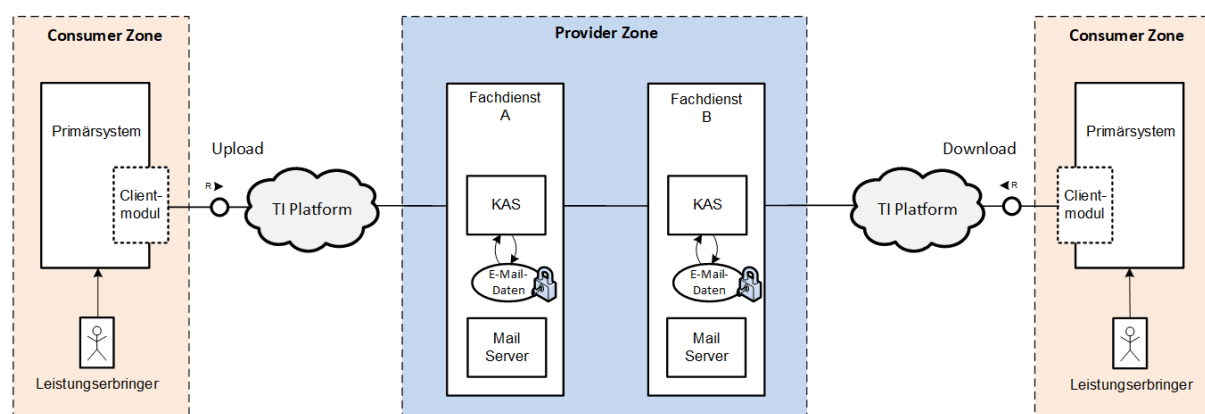 Consumer Zone
Primärsystem
Client-
modul
Leistungserbringer
Upload
R
TI Platform
Provider Zone
Fachdienst
A
KAS
E-Mail-
Daten
Mail
Server
Fachdienst
B
KAS
E-Mail-
Daten
Mail
Server
TI Platform
Download
R
Consumer Zone
Primärsystem
Client-
modul
Leistungserbringer